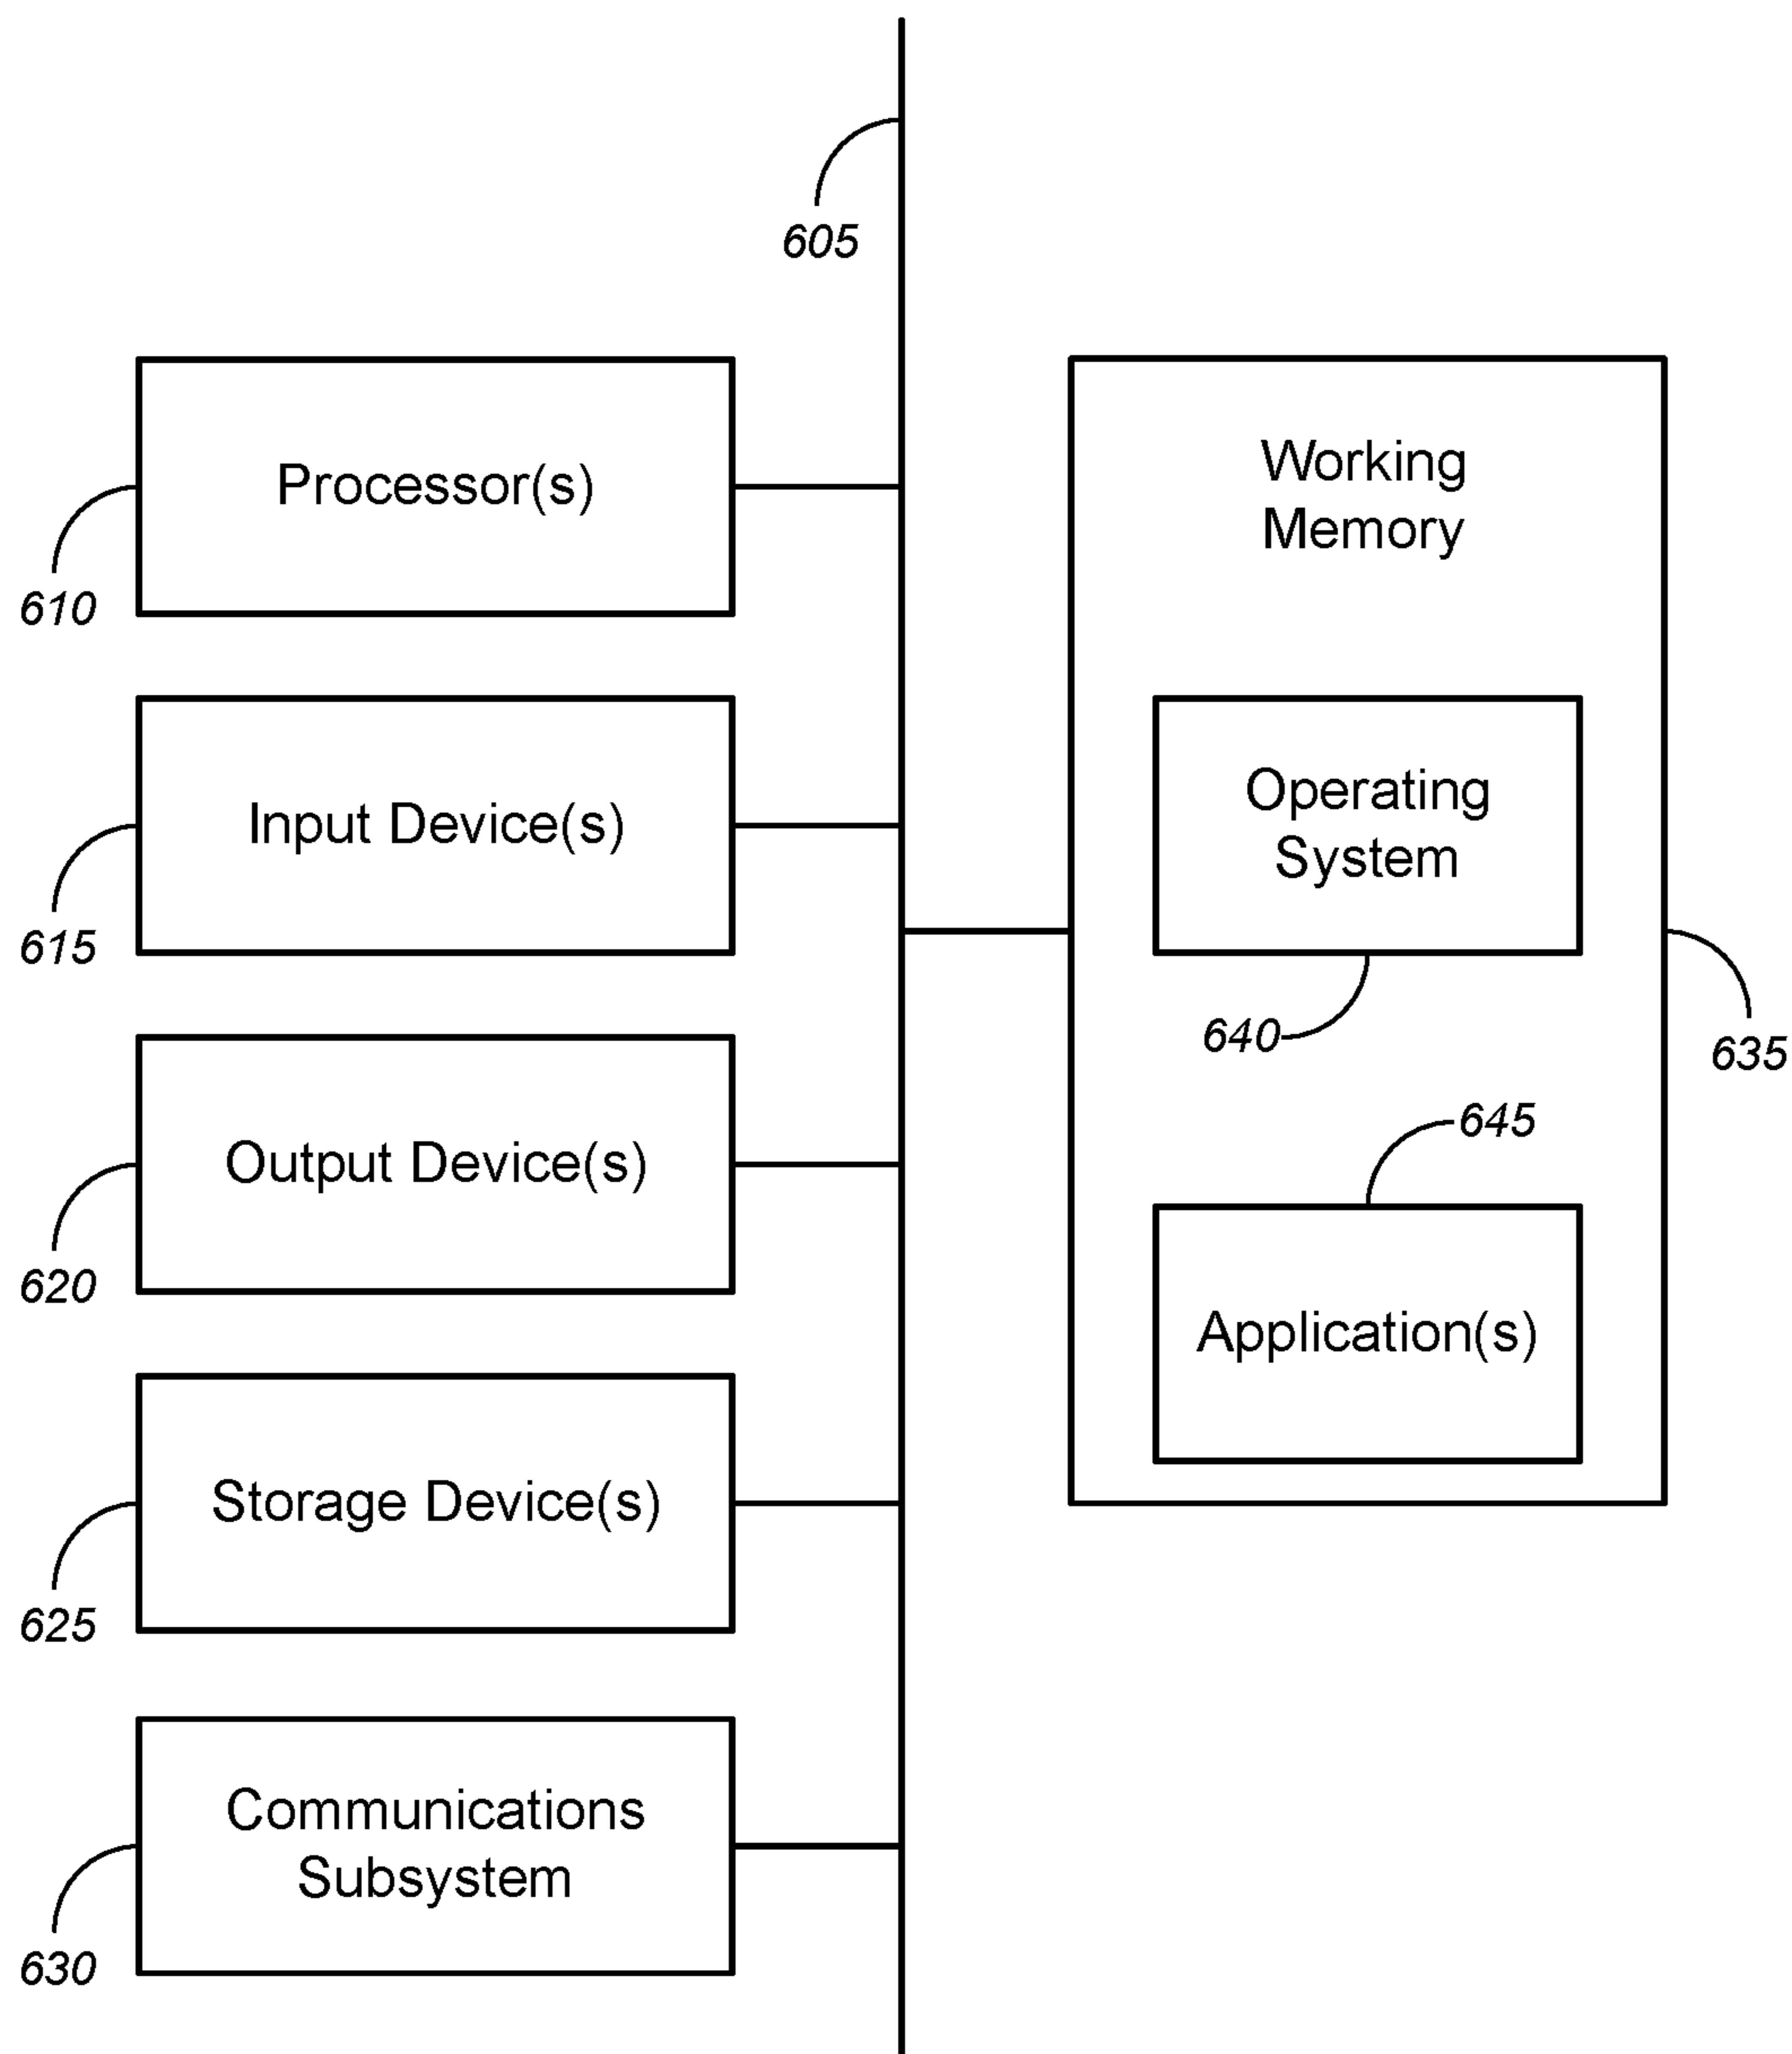 605
Processor(s)
610
Input Device(s)
615
Output Device(s)
620
Storage Device(s)
625
Communications
Subsystem
630
Working
Memory
Operating
System
640
635
645
Application(s)